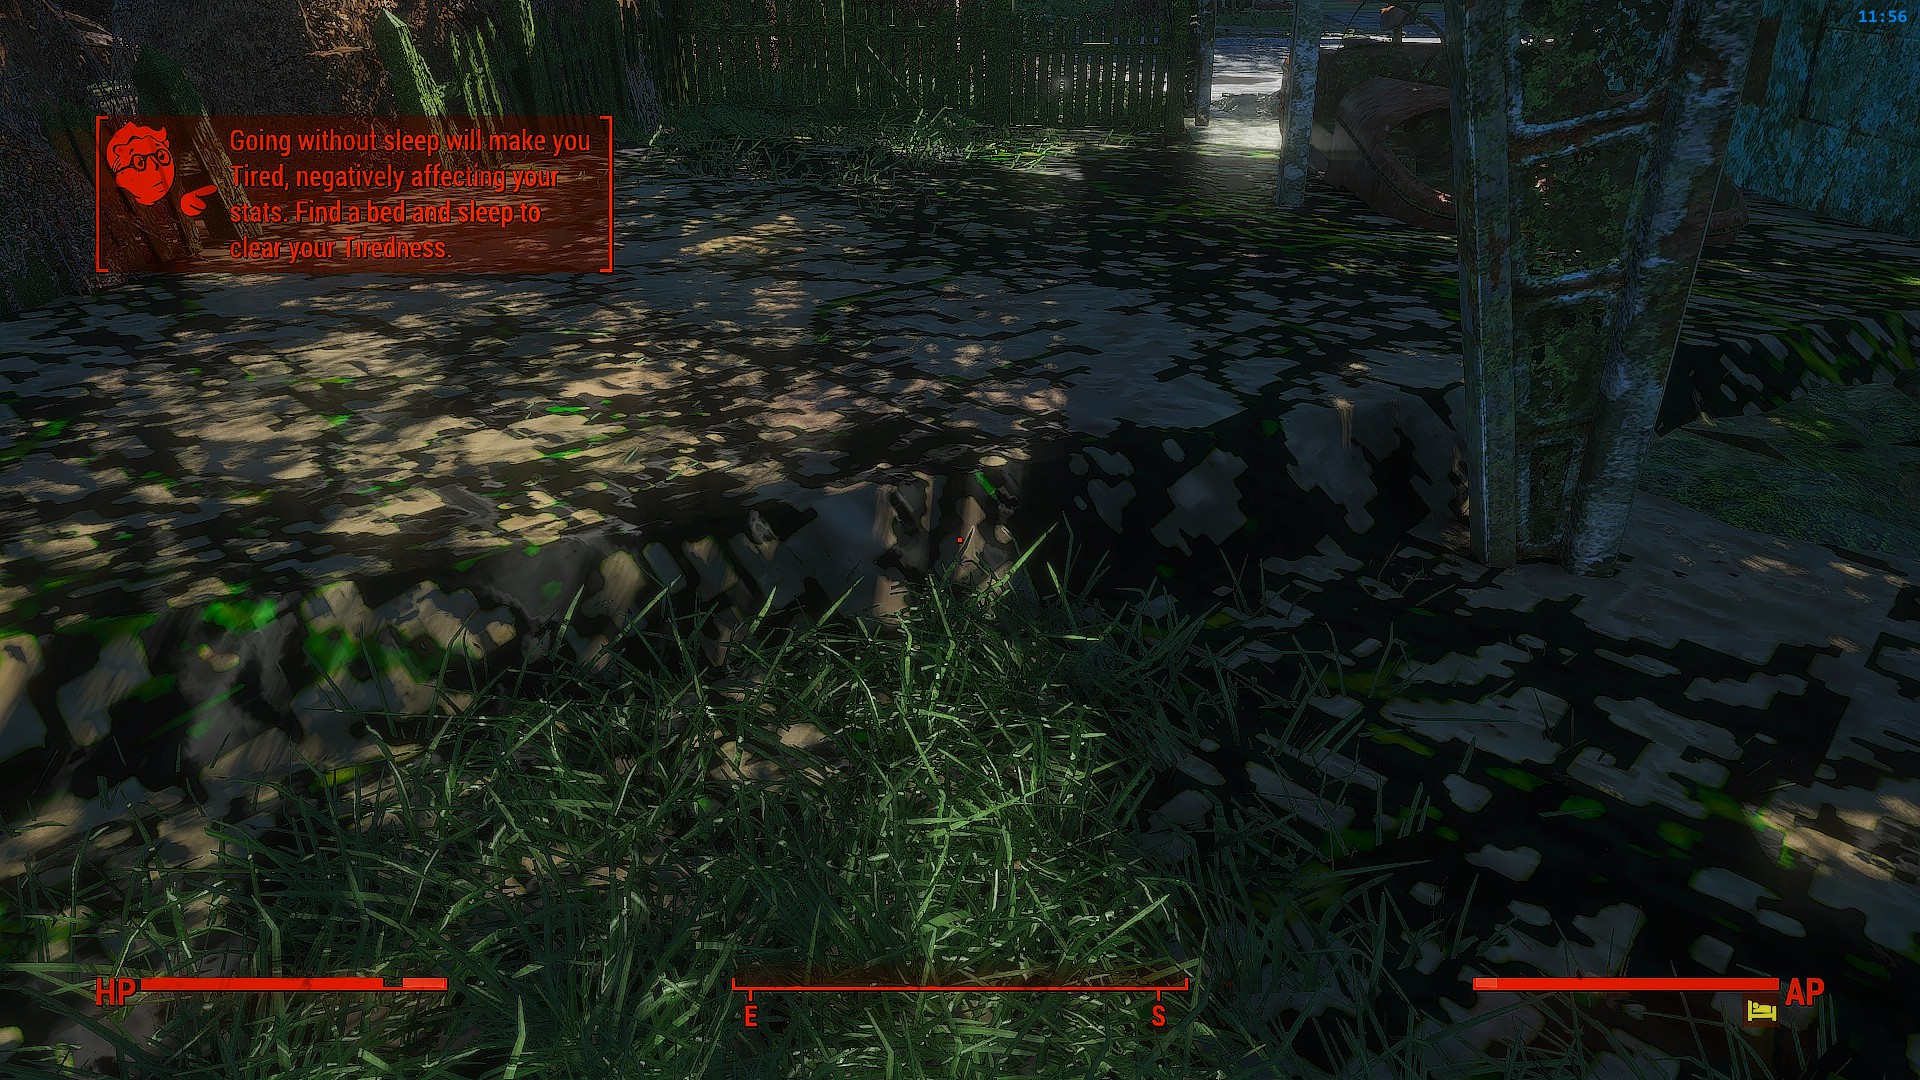 11:56
Going without sleep will make you
Tired, negatively affecting your
stats. Find a bed and sleep to
clear your Tiredness.
HP
E
S
AP